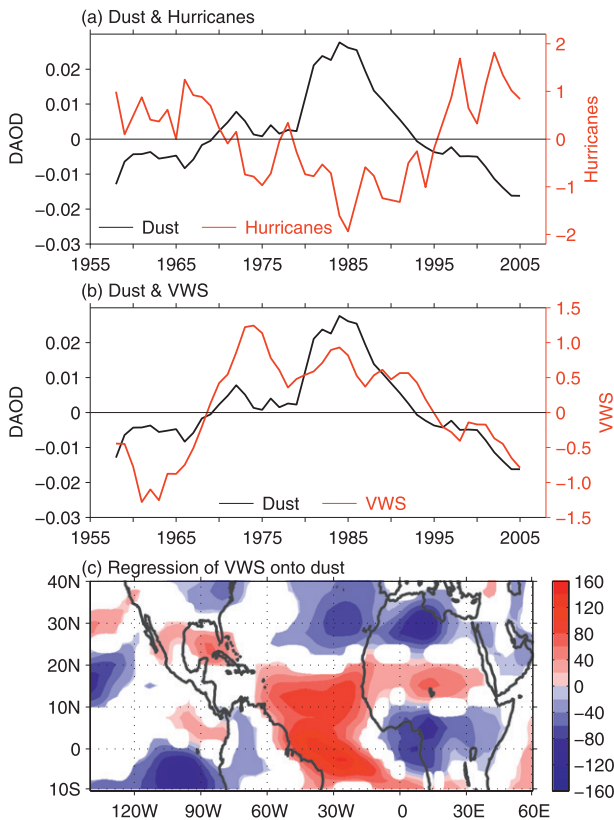 (a) Dust & Hurricanes
0.02
0.01
0
−0.01
−0.02
−0.03
DAOD
2
1
0
−1
−2
Hurricanes
Dust
Hurricanes
1955 1965 1975 1985 1995 2005
(b) Dust & VWS
0.02
0.01
0
−0.01
−0.02
−0.03
DAOD
1.5
1.0
0.5
0
−0.5
−1.0
−1.5
VWS
Dust
VWS
1955 1965 1975 1985 1995 2005
(c) Regression of VWS onto dust
40N
30N
20N
10N
0
10S
120W 90W 60W 30W 0 30E 60E
160
120
80
40
0
−40
−80
−120
−160